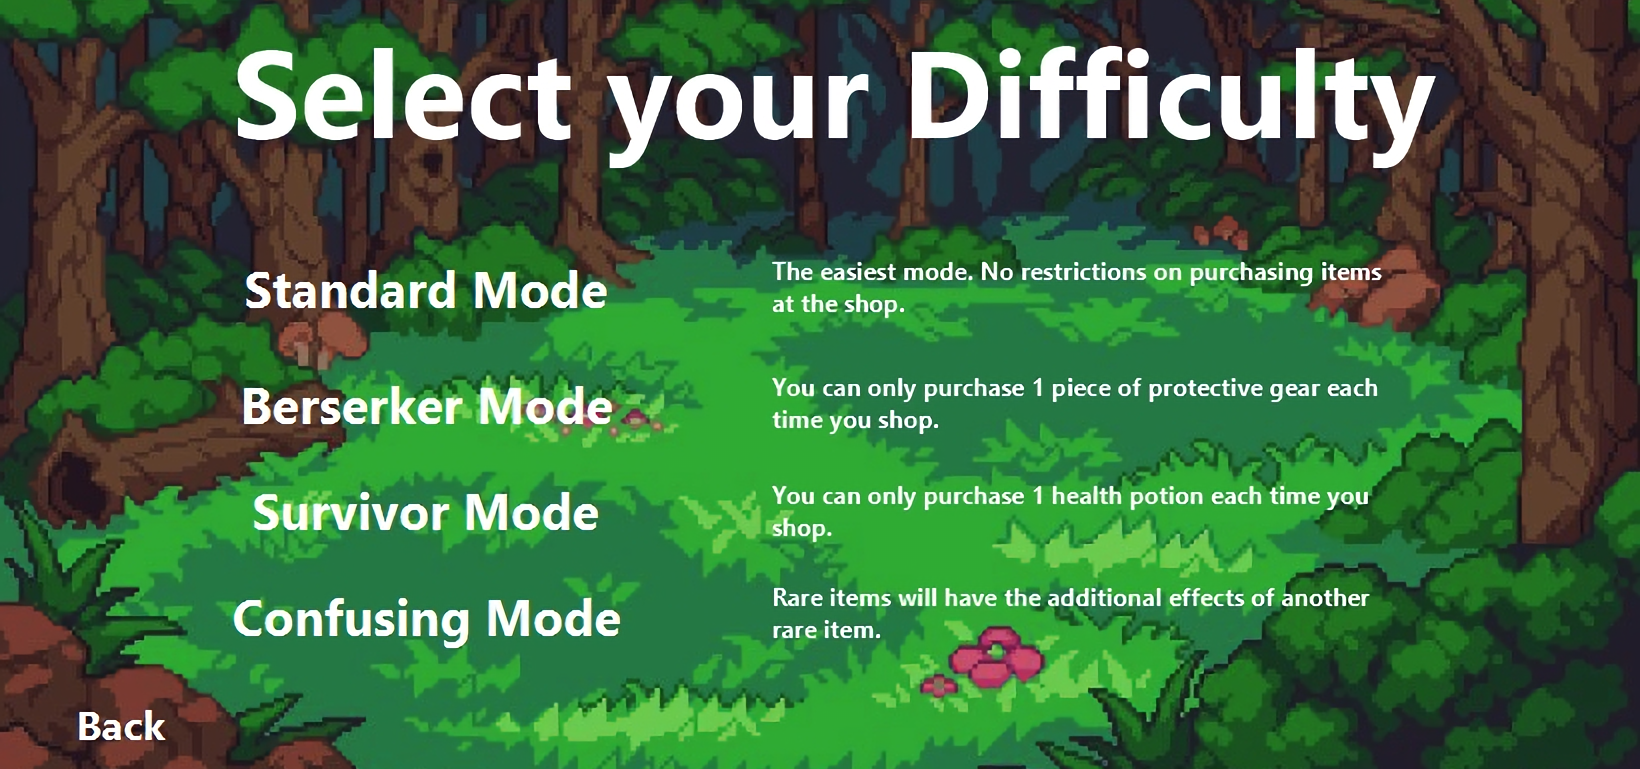 Select your Difficulty
Standard Mode
The easiest mode. No restrictions on purchasing items
at the shop.
Berserker Mode
You can only purchase 1 piece of protective gear each
time you shop.
Survivor Mode
You can only purchase 1 health potion each time you
shop.
Confusing Mode
Rare items will have the additional effects of another
rare item.
Back